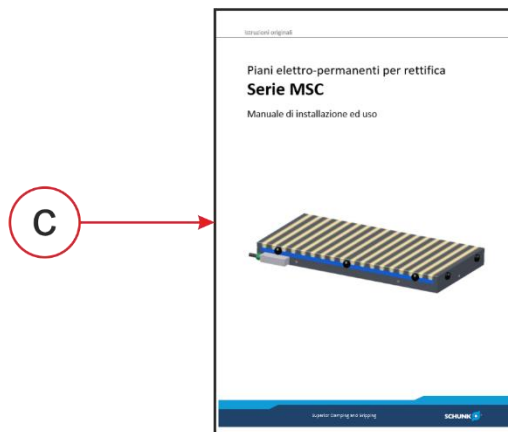 Istruzioni originali
Piani elettro-permanenti per rettifica
Serie MSC
Manuale di installazione ed uso
C
Superior Clamping and Gripping
SCHUNK